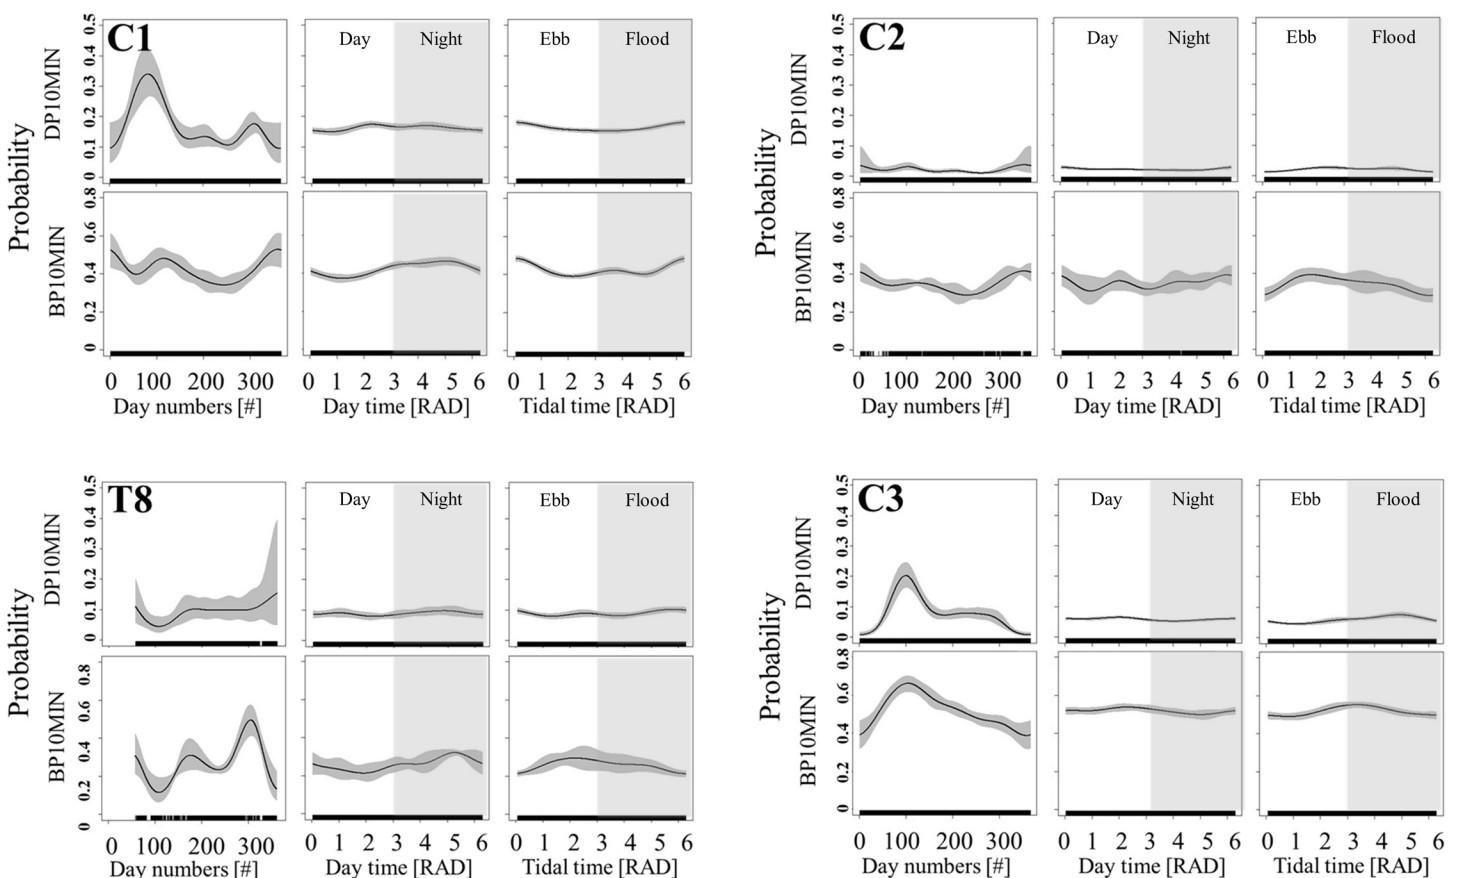 C1
Probability
DP10MIN
0 0.1 0.2 0.3 0.4 0.5
Day Night
Ebb Flood
BP10MIN
0 0.2 0.4 0.6 0.8
0 100 200 300
Day numbers [#]
0 1 2 3 4 5 6
Day time [RAD]
0 1 2 3 4 5 6
Tidal time [RAD]
C2
Probability
DP10MIN
0 0.1 0.2 0.3 0.4 0.5
Day Night
Ebb Flood
BP10MIN
0 0.2 0.4 0.6 0.8
0 100 200 300
Day numbers [#]
0 1 2 3 4 5 6
Day time [RAD]
0 1 2 3 4 5 6
Tidal time [RAD]
T8
Probability
DP10MIN
0 0.1 0.2 0.3 0.4 0.5
Day Night
Ebb Flood
BP10MIN
0 0.2 0.4 0.6 0.8
0 100 200 300
Day numbers [#]
0 1 2 3 4 5 6
Day time [RAD]
0 1 2 3 4 5 6
Tidal time [RAD]
C3
Probability
DP10MIN
0 0.1 0.2 0.3 0.4 0.5
Day Night
Ebb Flood
BP10MIN
0 0.2 0.4 0.6 0.8
0 100 200 300
Day numbers [#]
0 1 2 3 4 5 6
Day time [RAD]
0 1 2 3 4 5 6
Tidal time [RAD]